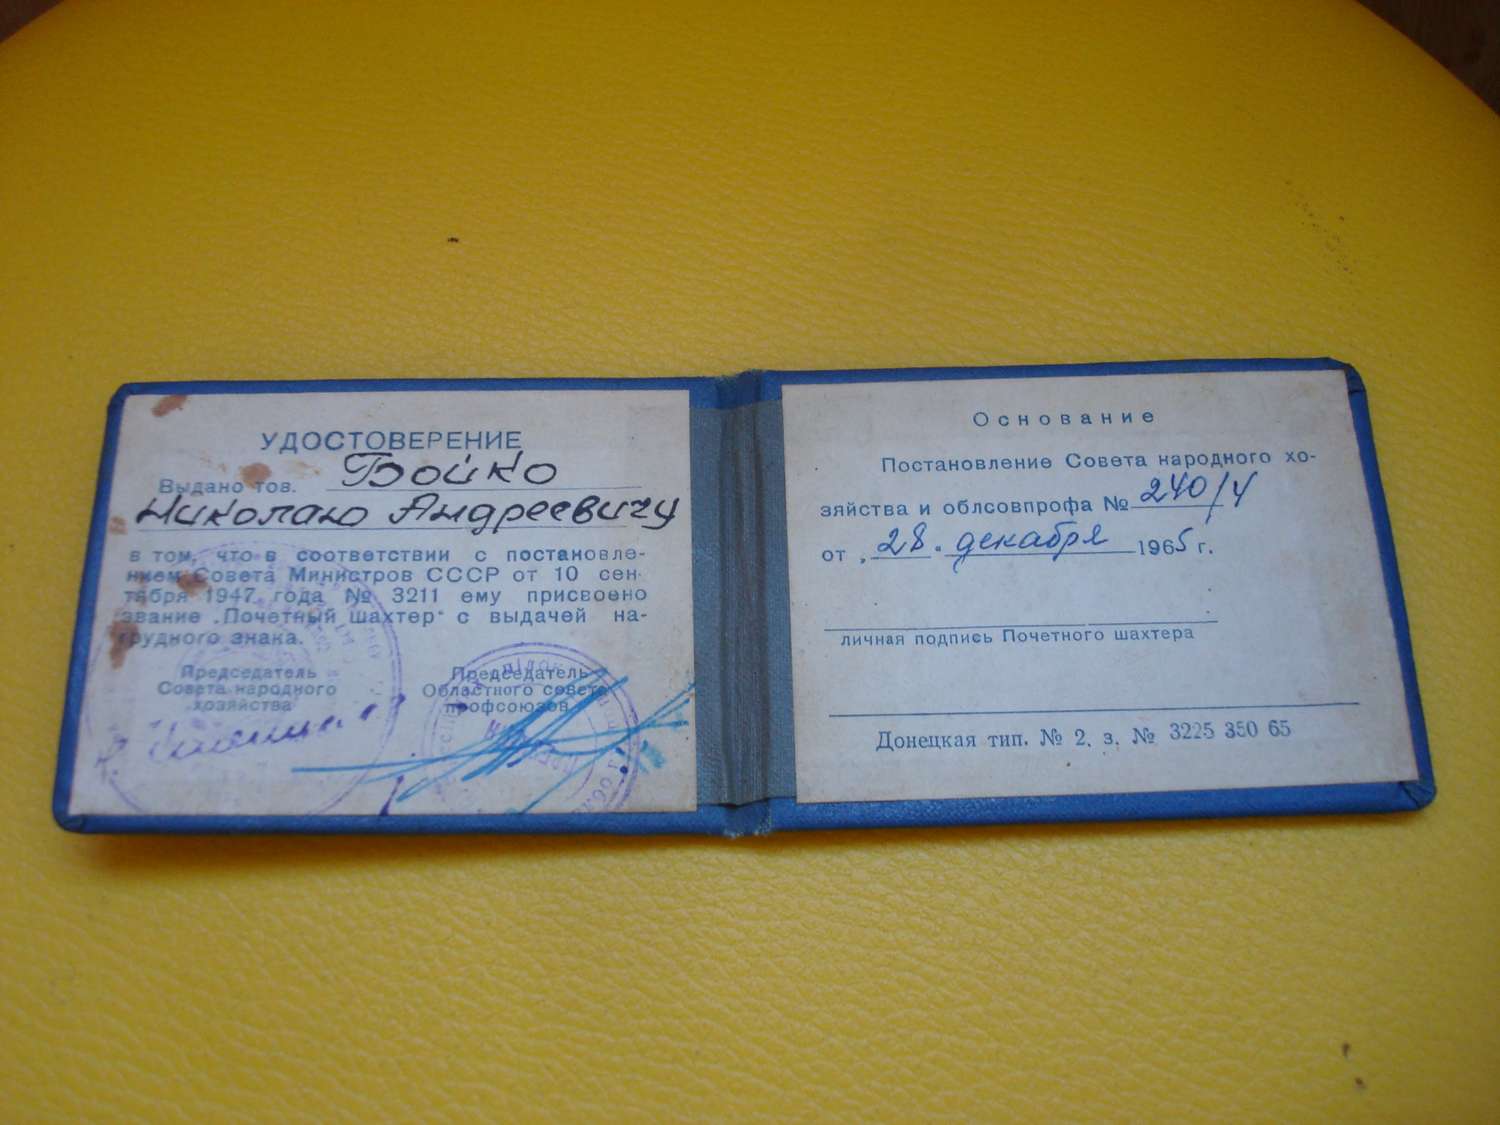 УДОСТОВЕРЕНИЕ
Выдано тов. Бойко
Николаю Андреевичу
в том, что в соответствии с постановле-
нием Совета Министров СССР от 10 сен-
тября 1947 года № 3211 ему присвоено
звание „Почетный шахтер“ с выдачей на-
грудного знака.
Председатель
Совета народного
хозяйства
Председатель
Областного совета
профсоюзов
Основание
Постановление Совета народного хо-
зяйства и облсовпрофа № 240/4
от „28“ декабря 1965 г.
личная подпись Почетного шахтера
Донецкая тип. № 2, з. № 3225 350 65